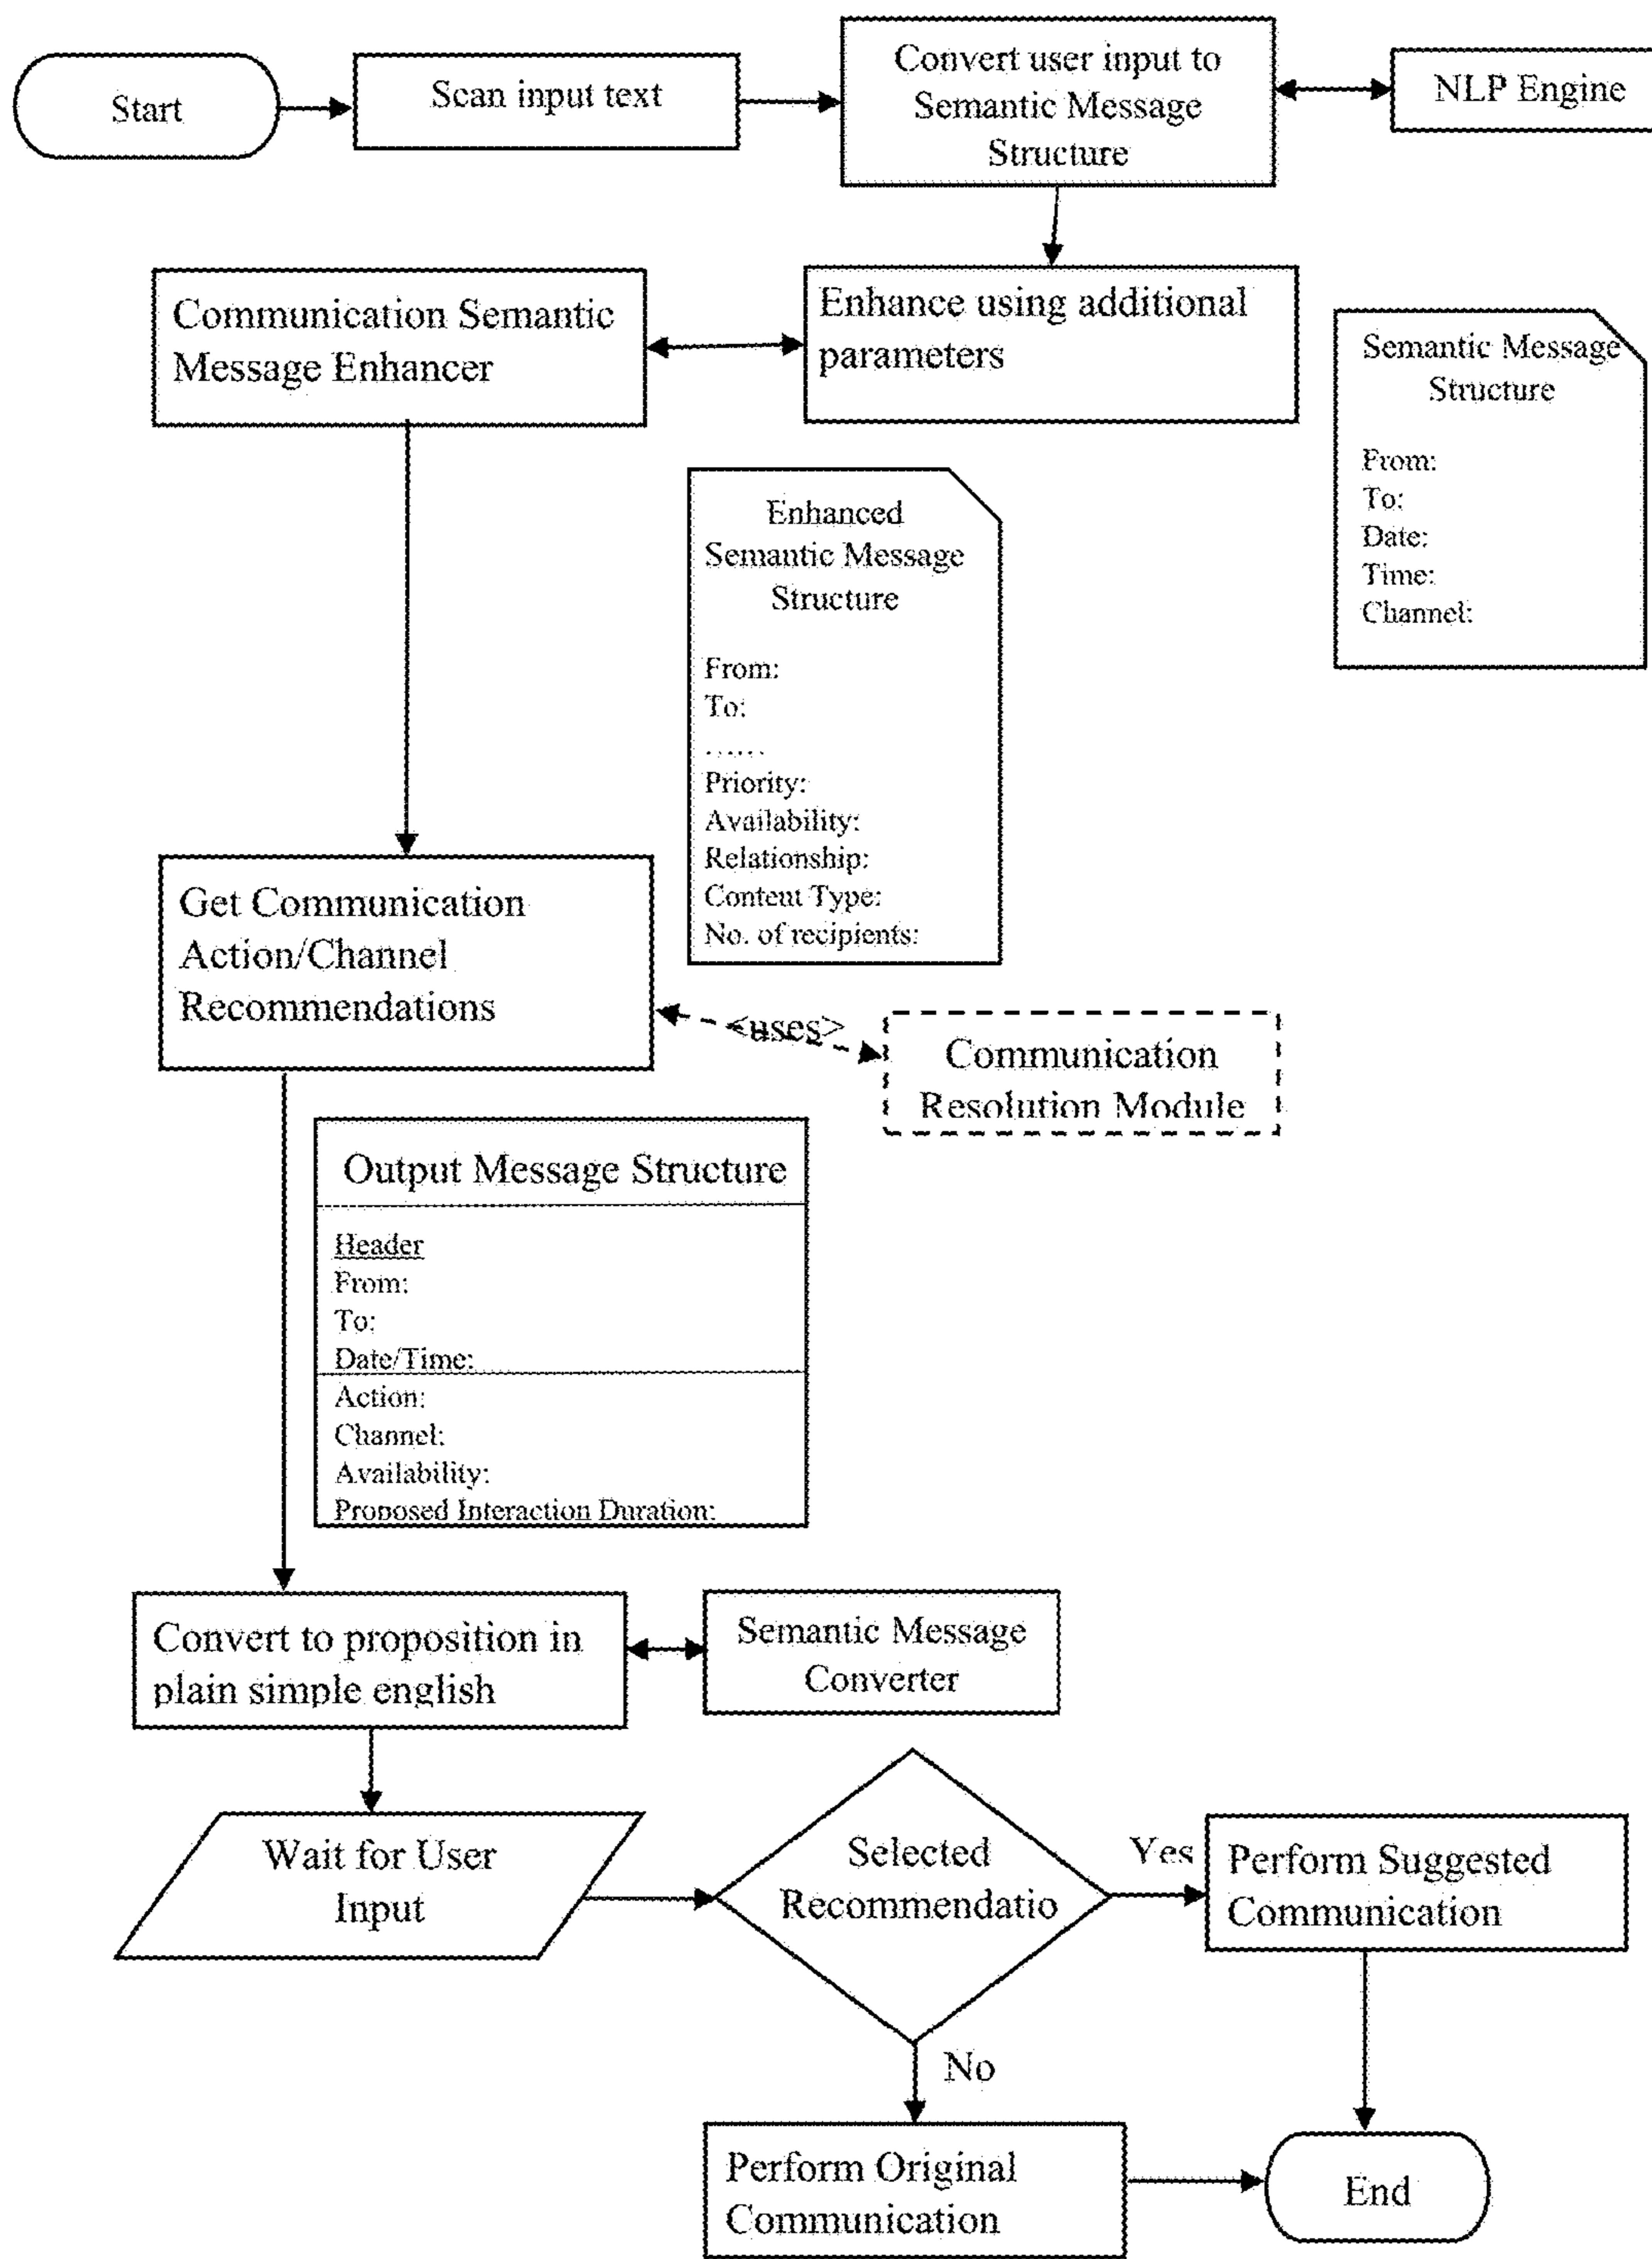 Start
Scan input text
Convert user input to
Semantic Message
Structure
NLP Engine
Communication Semantic
Message Enhancer
Enhance using additional
parameters
Semantic Message
Structure
From:
To:
Date:
Time:
Channel:
Enhanced
Semantic Message
Structure
From:
To:
......
Priority:
Availability:
Relationship:
Content Type:
No. of recipients:
Get Communication
Action/Channel
Recommendations
<uses>
Communication
Resolution Module
Output Message Structure
Header
From:
To:
Date/Time:
Action:
Channel:
Availability:
Proposed Interaction Duration:
Convert to proposition in
plain simple english
Semantic Message
Converter
Wait for User
Input
Selected
Recommendatio
Yes
Perform Suggested
Communication
No
Perform Original
Communication
End